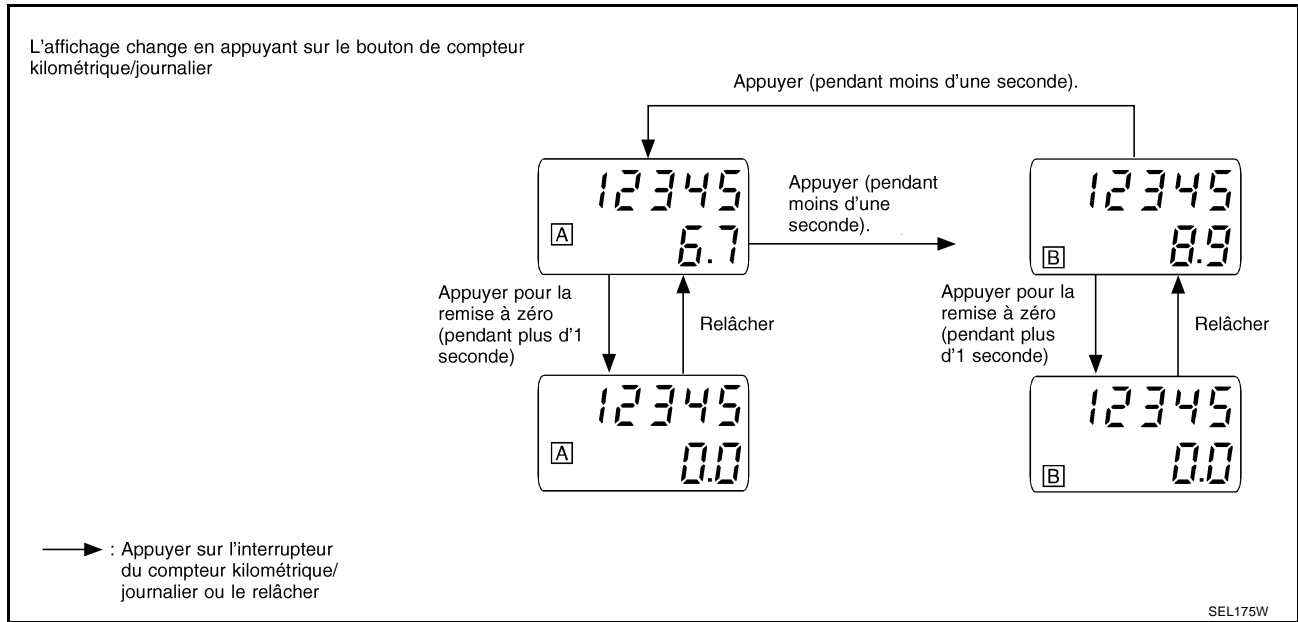 L'affichage change en appuyant sur le bouton de compteur
kilométrique/journalier
Appuyer (pendant moins d'une seconde).
12345
A 6.7
Appuyer (pendant
moins d'une
seconde).
12345
B 8.9
Appuyer pour la
remise à zéro
(pendant plus d'1
seconde)
Relâcher
Appuyer pour la
remise à zéro
(pendant plus
d'1 seconde)
Relâcher
12345
A 0.0
12345
B 0.0
: Appuyer sur l'interrupteur
du compteur kilométrique/
journalier ou le relâcher
SEL175W